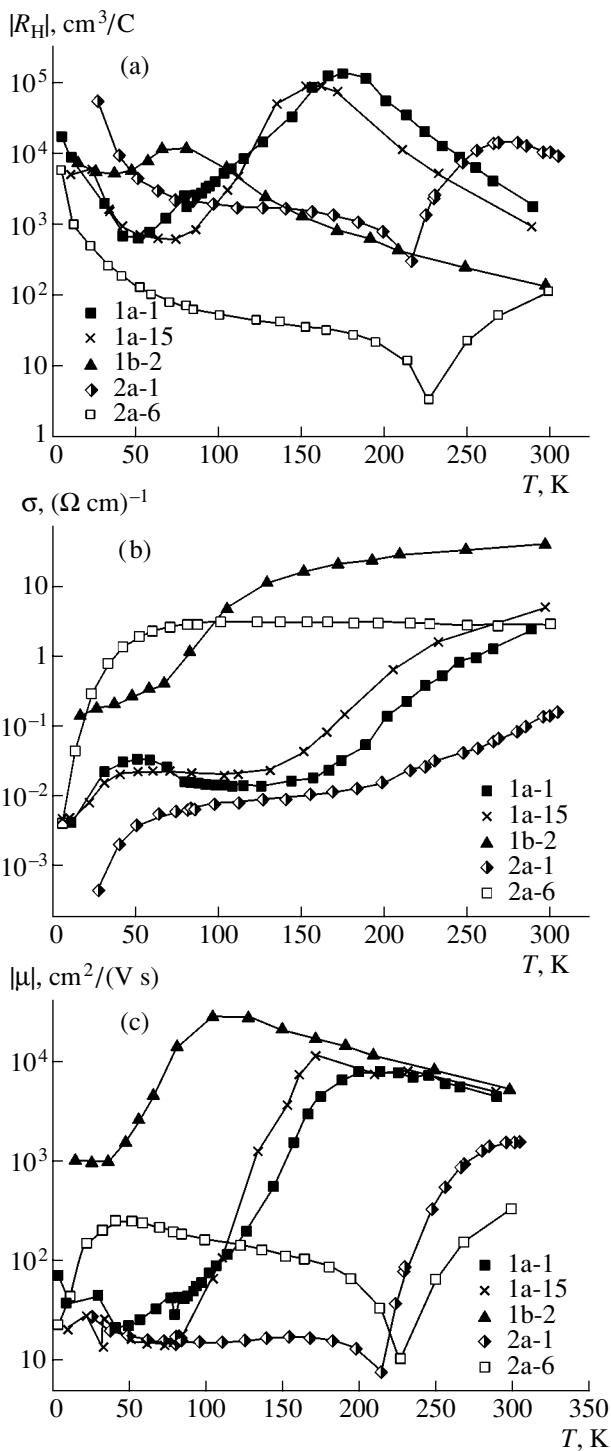 |R_H|, cm³/C
(a)
10⁵
10⁴
10³
10²
10
1
1a-1
1a-15
1b-2
2a-1
2a-6
0 50 100 150 200 250 300
T, K
σ, (Ω cm)⁻¹
(b)
10
1
10⁻¹
10⁻²
10⁻³
1a-1
1a-15
1b-2
2a-1
2a-6
0 50 100 150 200 250 300
T, K
|μ|, cm²/(V s)
(c)
10⁴
10³
10²
10
1a-1
1a-15
1b-2
2a-1
2a-6
0 50 100 150 200 250 300 350
T, K